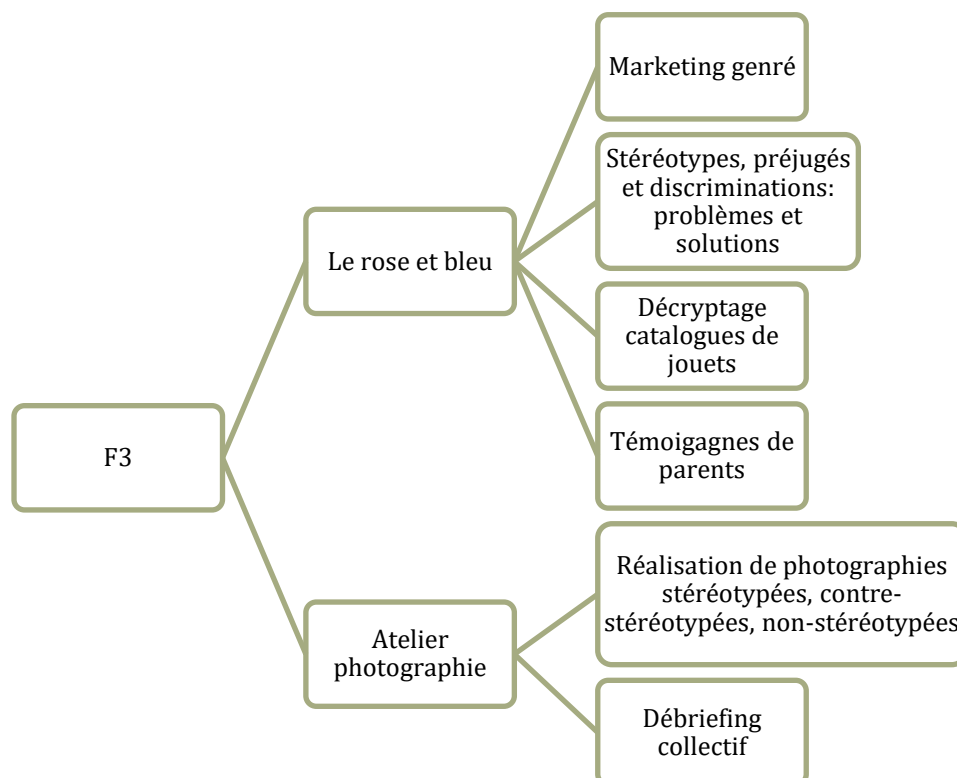 F3
Le rose et bleu
Marketing genré
Stéréotypes, préjugés
et discriminations:
problèmes et
solutions
Décryptage
catalogues de
jouets
Témoigagnes de
parents
Atelier
photographie
Réalisation de photographies
stéréotypées, contre-
stéréotypées, non-stéréotypées
Débriefing
collectif